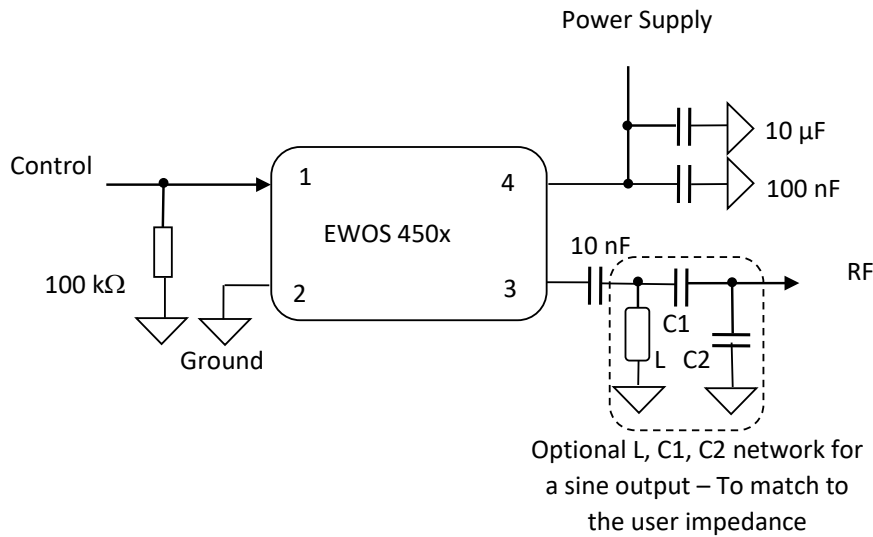 Power Supply
10 µF
Control
1
4
100 nF
EWOS 450x
10 nF
100 kΩ
2
3
RF
C1
Ground
L
C2
Optional L, C1, C2 network for
a sine output – To match to
the user impedance